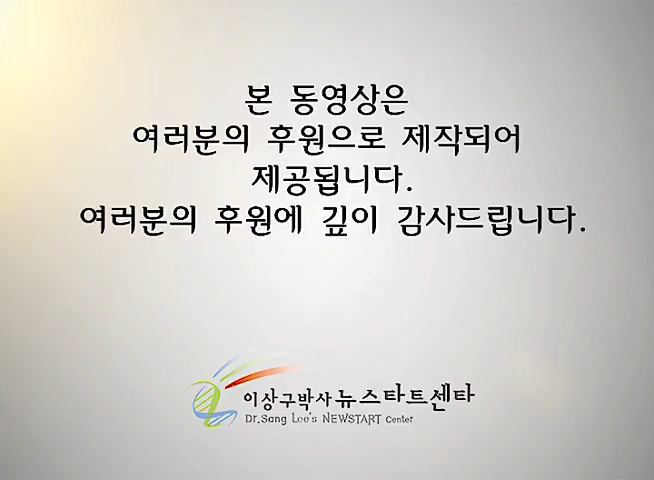 본 동영상은
여러분의 후원으로 제작되어
제공됩니다.
여러분의 후원에 깊이 감사드립니다.
이상구박사 뉴스타트센타
Dr.Sang Lee's NEWSTART Center